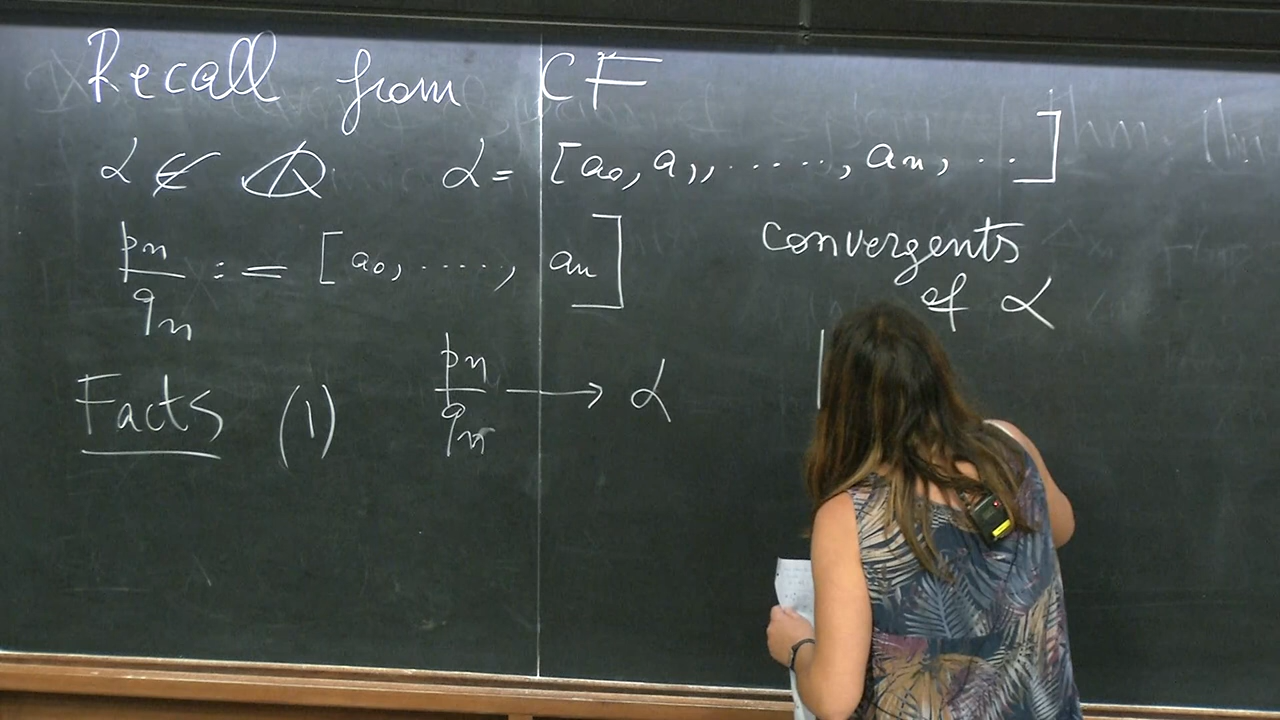 Recall from CF
α ∉ ℚ α = [a₀, a₁, ....., aₙ, ...]
pₙ/qₙ := [a₀, ....., aₙ] convergents
of α
Facts (1) pₙ/qₙ → α |